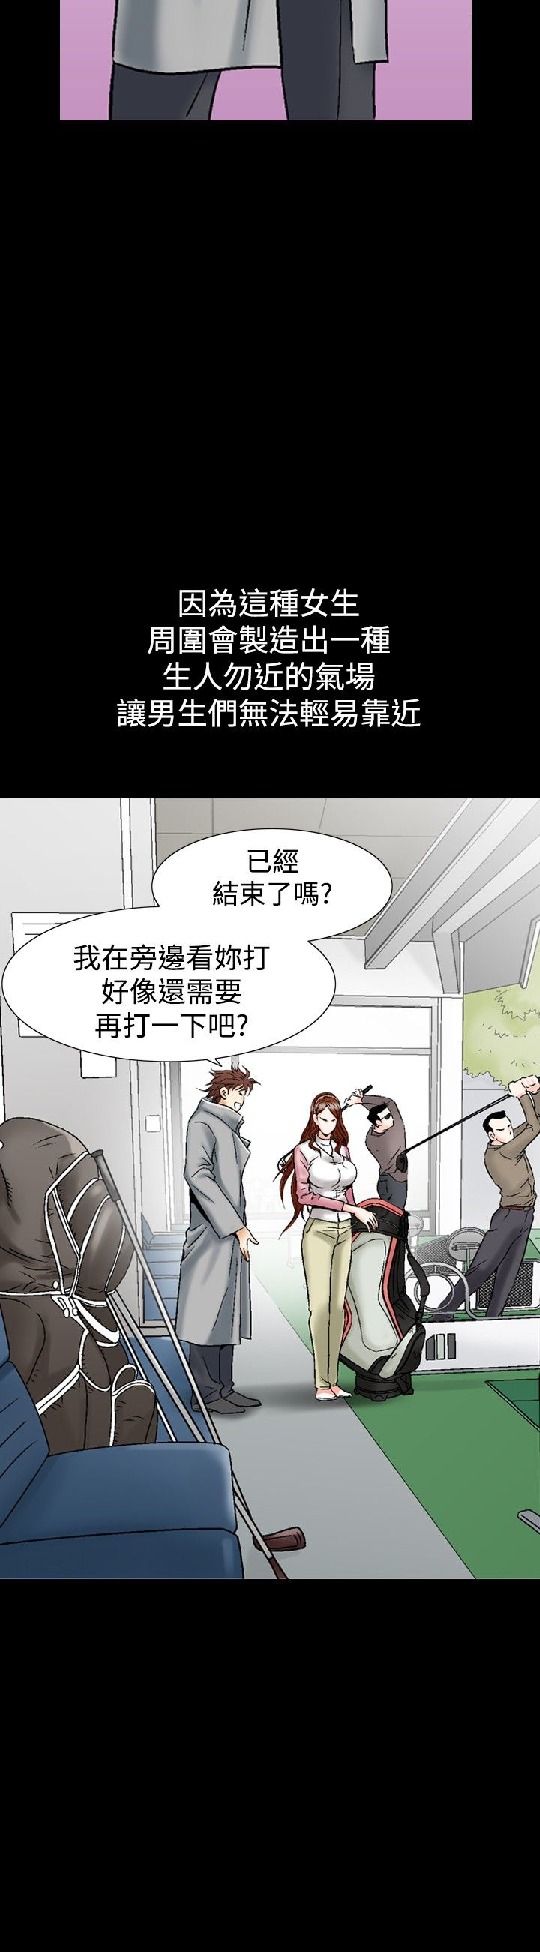 因為這種女生
周圍會製造出一種
生人勿近的氣場
讓男生們無法輕易靠近
已經
結束了嗎?
我在旁邊看妳打
好像還需要
再打一下吧?